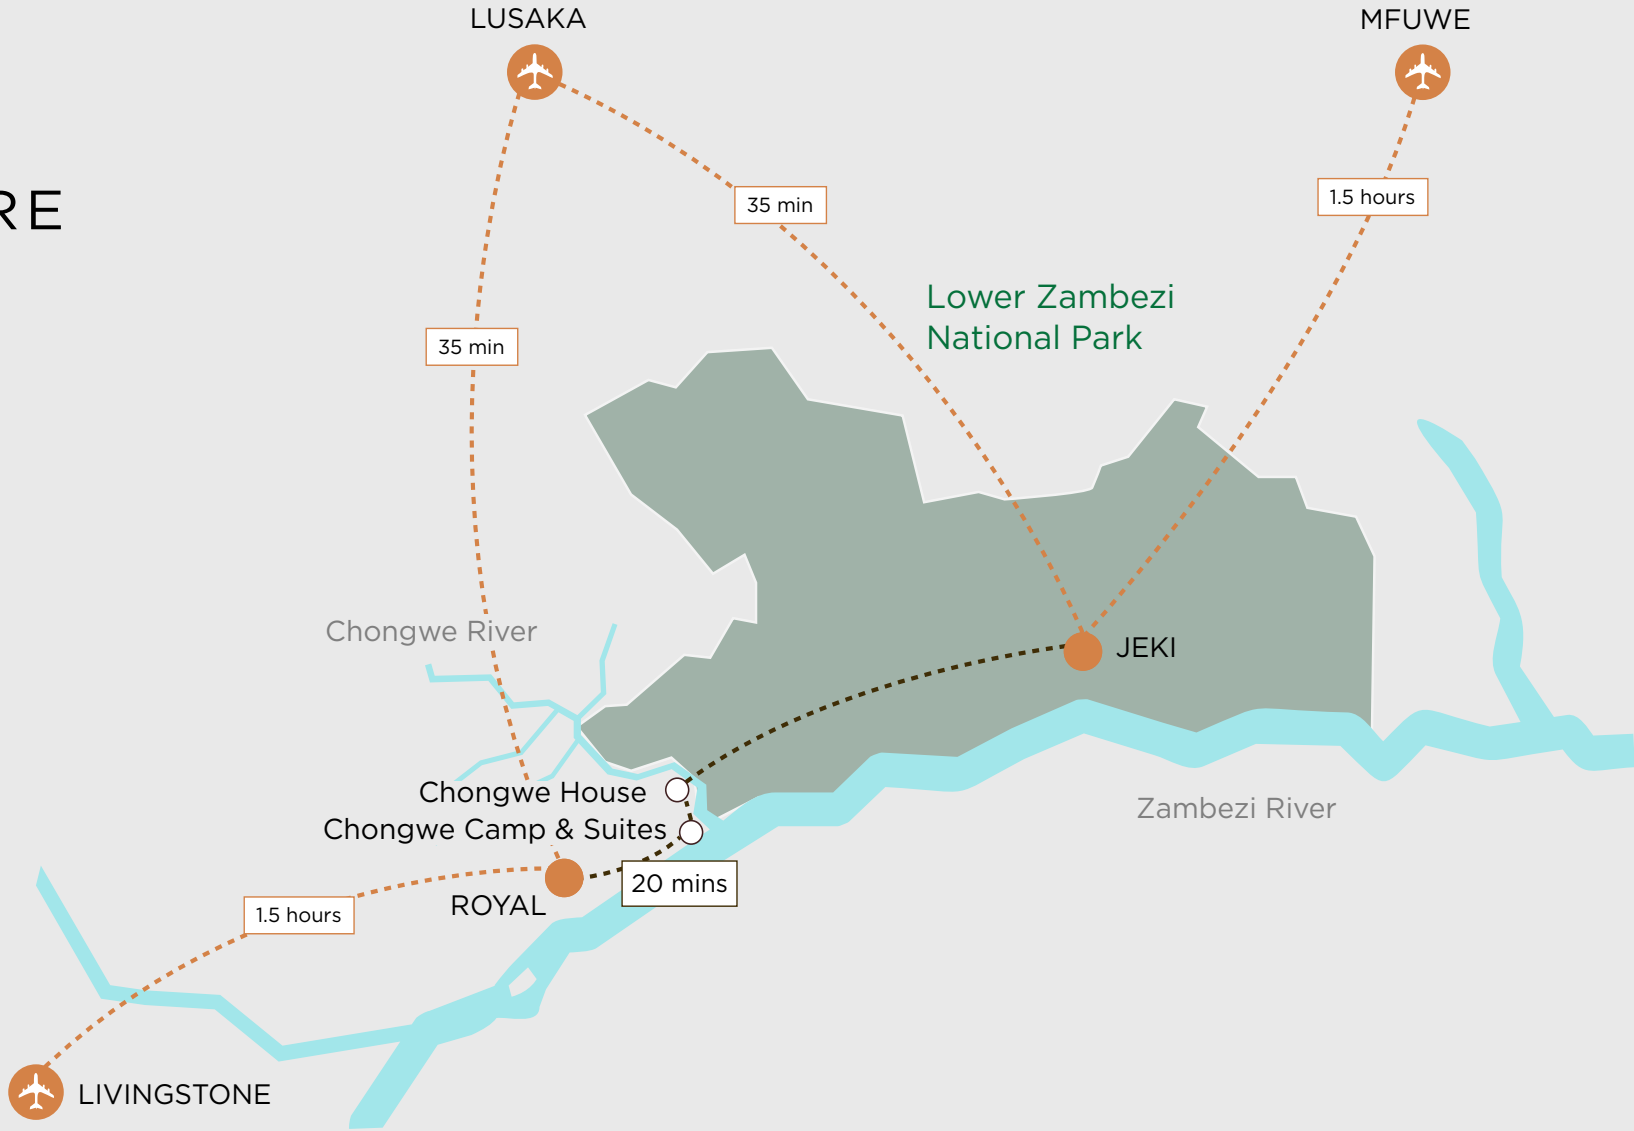 LUSAKA
MFUWE
RE
35 min
1.5 hours
Lower Zambezi
National Park
35 min
Chongwe River
JEKI
Chongwe House
Zambezi River
Chongwe Camp & Suites
20 mins
ROYAL
1.5 hours
LIVINGSTONE